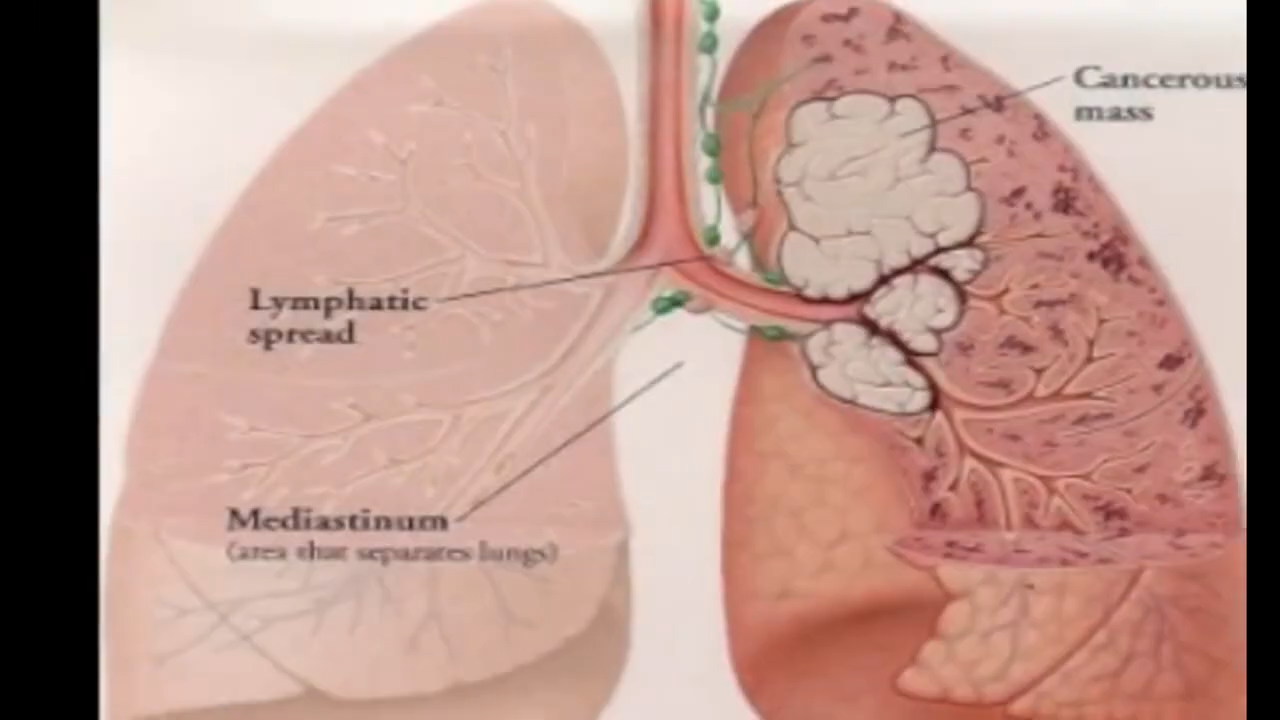 Cancerous
mass
Lymphatic
spread
Mediastinum
(area that separates lungs)